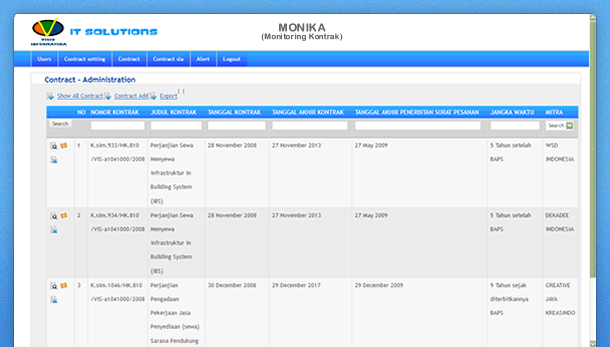 VISIS
INFORMATIKA
IT SOLUTIONS
MONIKA
(Monitoring Kontrak)
Users Contract setting Contract Contract sla Alert Logout
Contract - Administration
Show All Contract Contract Add Export
NO NOMOR KONTRAK JUDUL KONTRAK TANGGAL KONTRAK TANGGAL AKHIR KONTRAK TANGGAL AKHIR PENERBITAN SURAT PESANAN JANGKA WAKTU MITRA
Search Search
1 K.sim.933/HK.810 Perjanjian Sewa 28 November 2008 27 November 2013 27 May 2009 5 Tahun setelah WSD
/VIS-a1041000/2008 Menyewa BAPS INDONESIA
Infrastruktur in
Building System
(IBS)
2 K.sim.934/HK.810 Perjanjian Sewa 28 November 2008 27 November 2013 27 May 2009 5 Tahun setelah DEKADEE
/VIS-a1041000/2008 Menyewa BAPS INDONESIA
Infrastruktur in
Building System
(IBS)
3 K.sim.1046/HK.810 Perjanjian 30 December 2008 29 December 2017 29 December 2009 9 Tahun sejak CREATIVE
/VIS-a1041000/2008 Pengadaan diterbitkannya JAYA
Pekerjaan Jasa BAPS KREASINDO
Penyediaan (sewa)
Sarana Pendukung